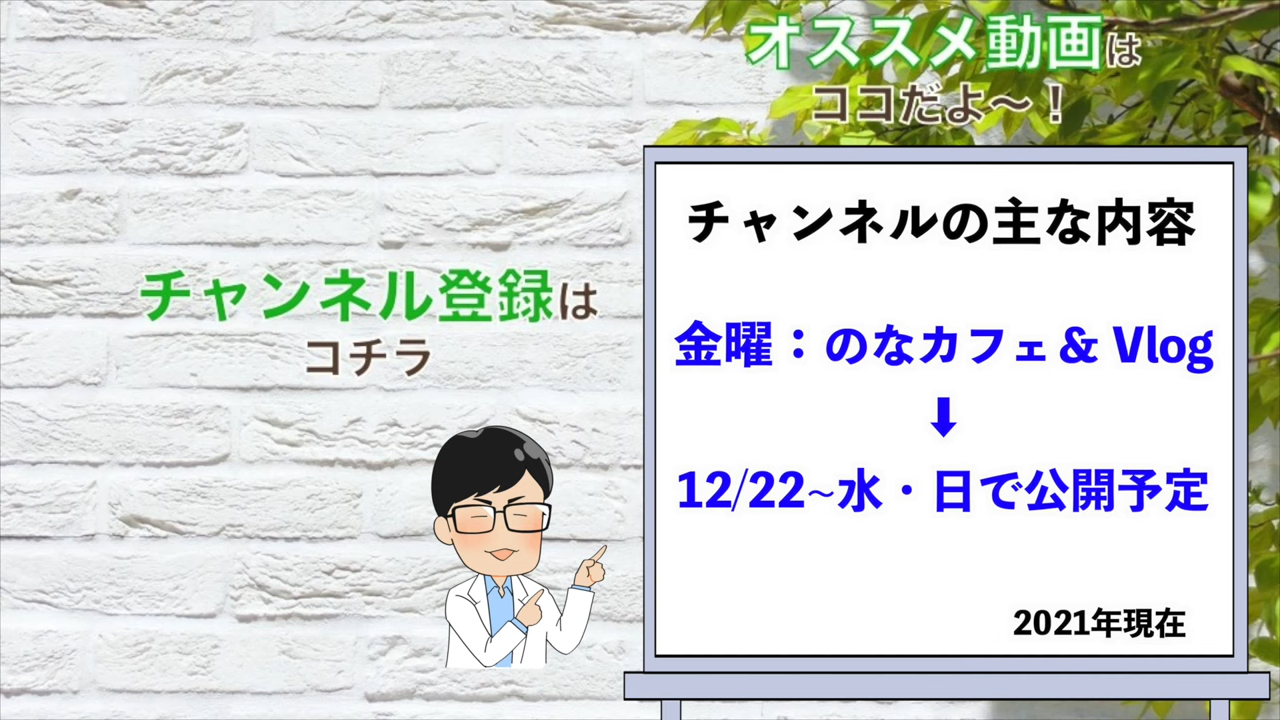 オススメ動画は
ココだよ～！
チャンネル登録は
コチラ
チャンネルの主な内容
金曜：のなカフェ& Vlog
⬇
12/22~水・日で公開予定
2021年現在